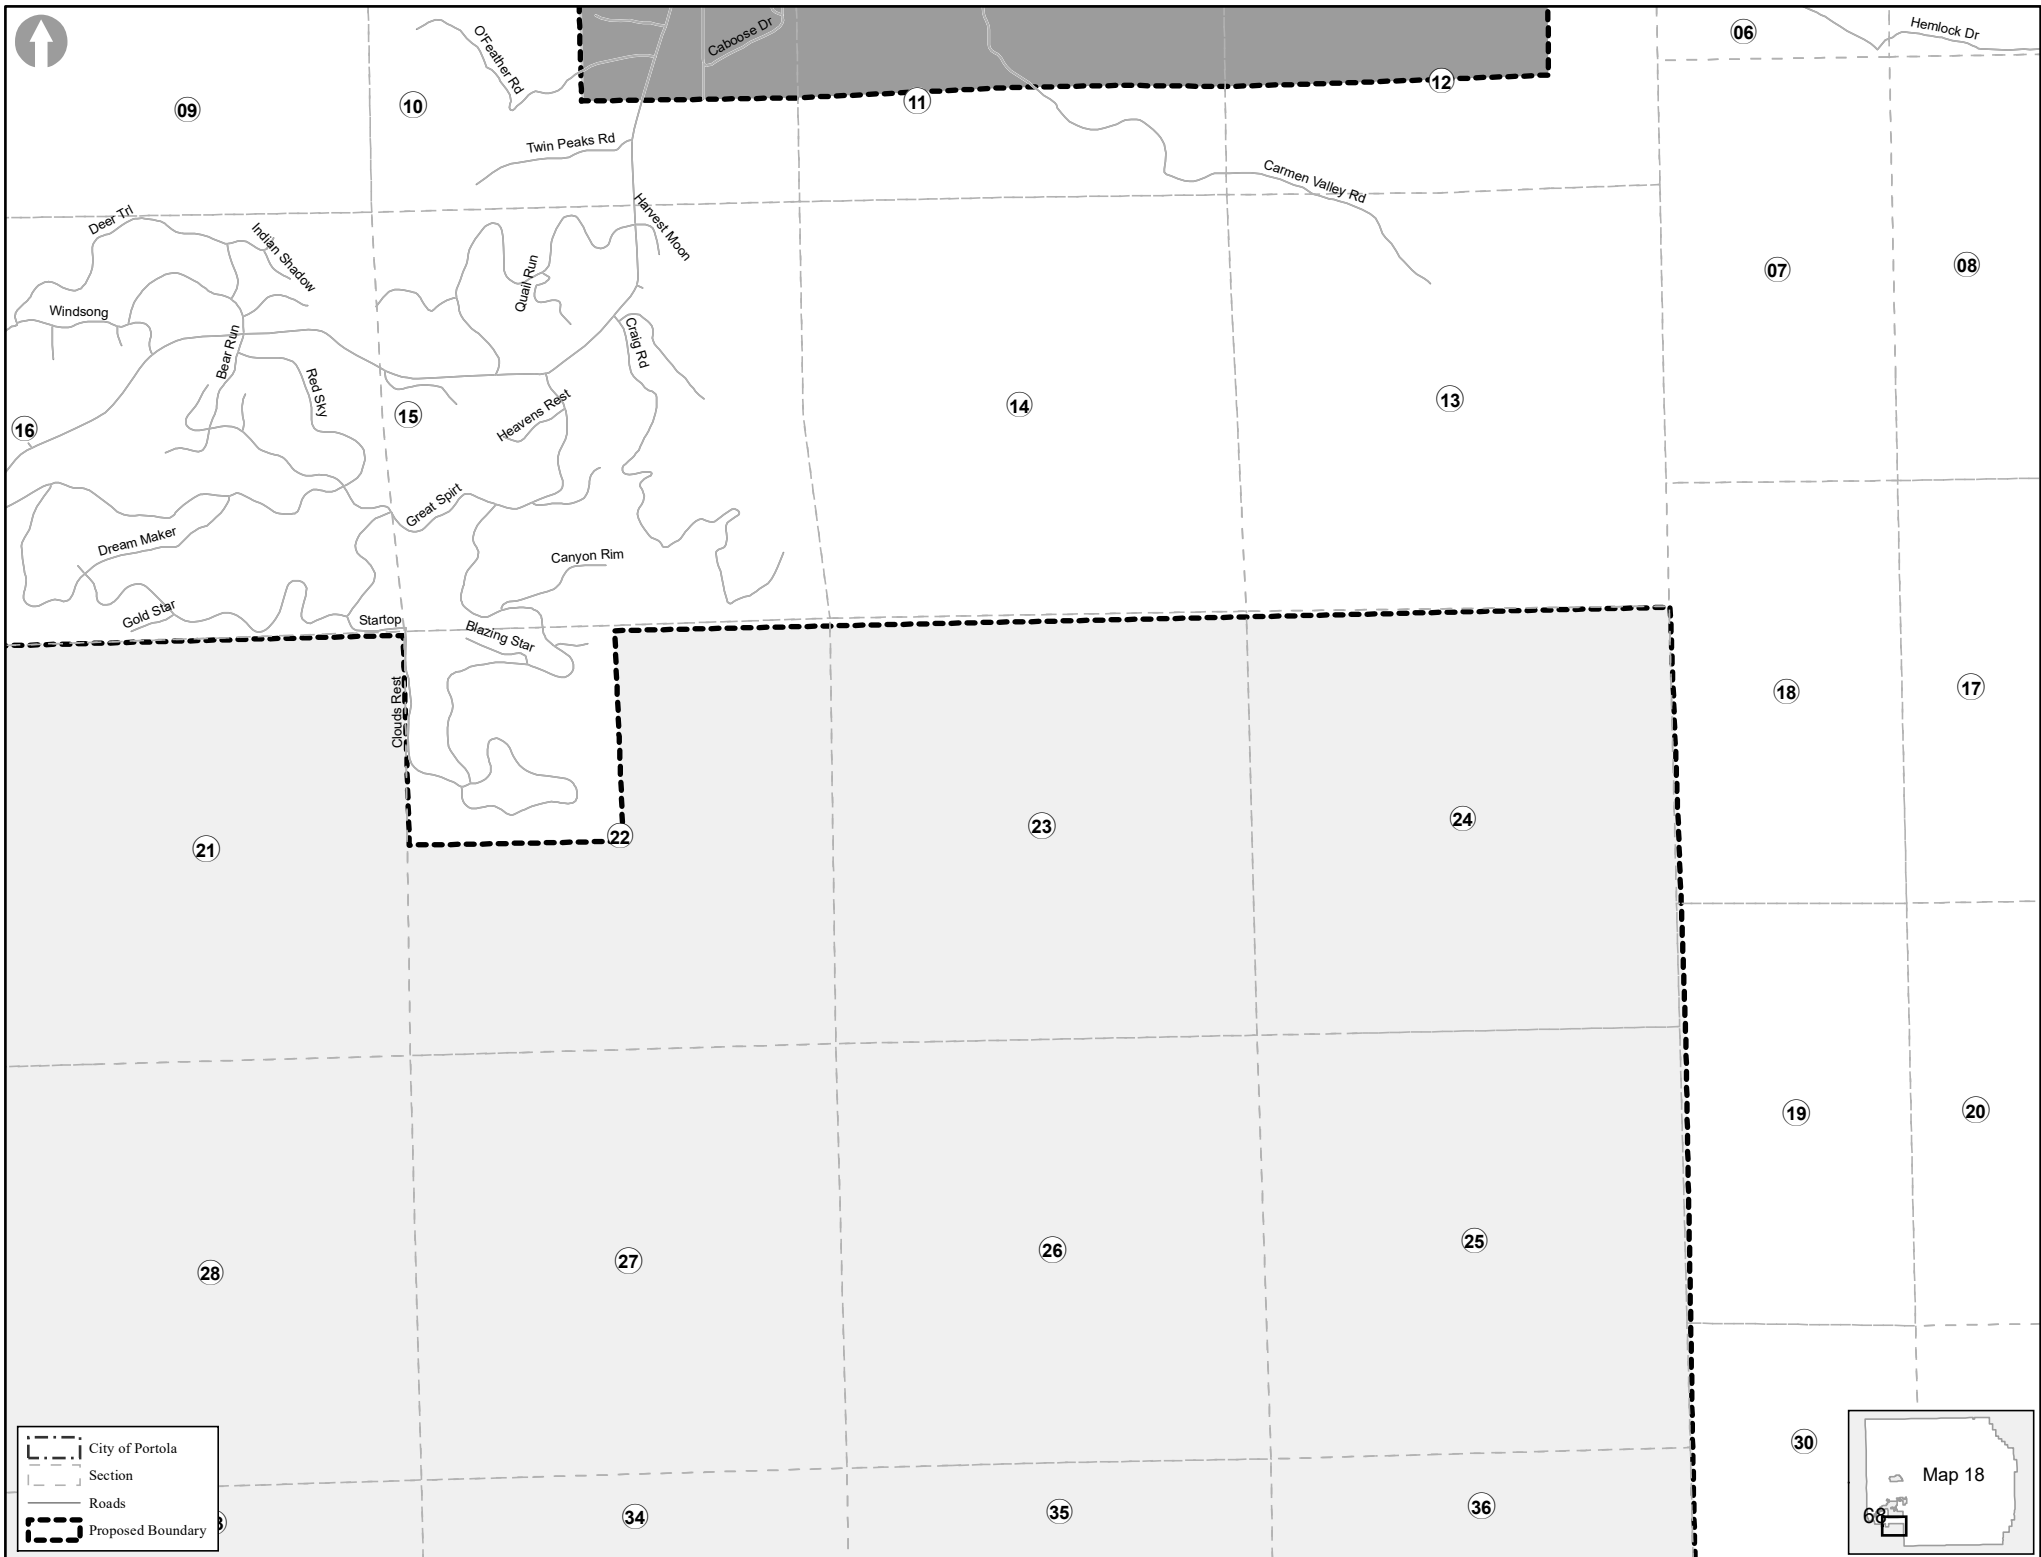 06
Hemlock Dr
O'Feather Rd
Caboose Dr
09
10
11
12
Twin Peaks Rd
Carmen Valley Rd
Harvest Moon
Deer Trl
Indian Shadow
Quail Run
07
08
Windsong
Bear Run
Craig Rd
Red Sky
Heavens Rest
16
15
14
13
Great Spirt
Dream Maker
Canyon Rim
Gold Star
Startop
Blazing Star
Clouds Rest
18
17
21
22
23
24
19
20
28
27
26
25
30
34
35
36
City of Portola
Section
Roads
Proposed Boundary
Map 18
68